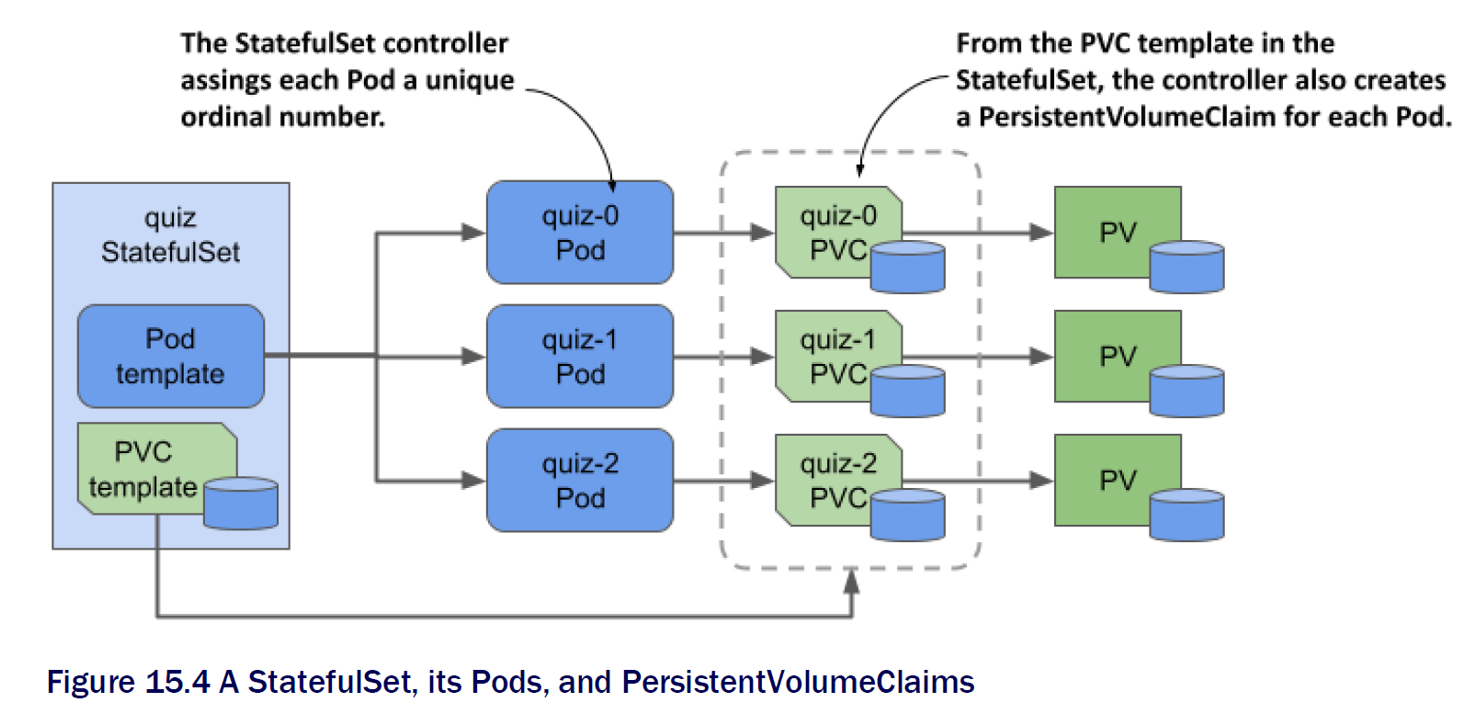 The StatefulSet controller
assings each Pod a unique
ordinal number.
From the PVC template in the
StatefulSet, the controller also creates
a PersistentVolumeClaim for each Pod.
quiz
StatefulSet
Pod
template
PVC
template
quiz-0
Pod
quiz-1
Pod
quiz-2
Pod
quiz-0
PVC
quiz-1
PVC
quiz-2
PVC
PV
PV
PV
Figure 15.4 A StatefulSet, its Pods, and PersistentVolumeClaims